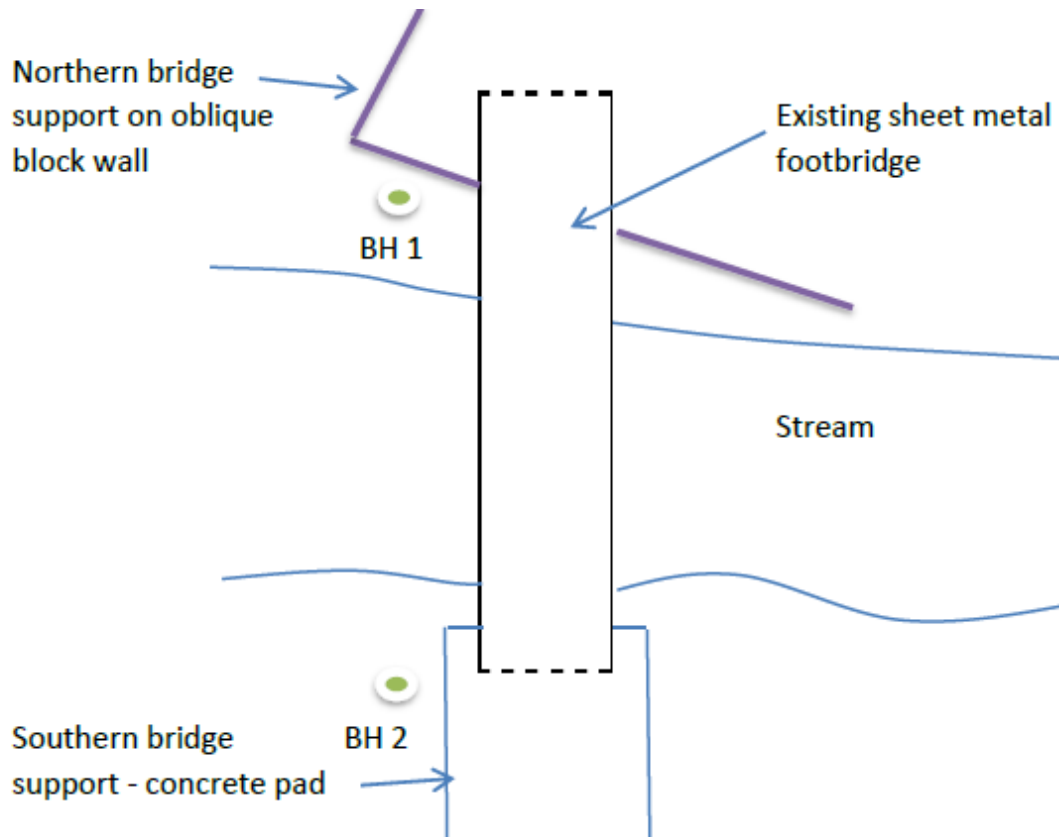 Northern bridge
support on oblique
block wall
Existing sheet metal
footbridge
BH 1
Stream
BH 2
Southern bridge
support - concrete pad